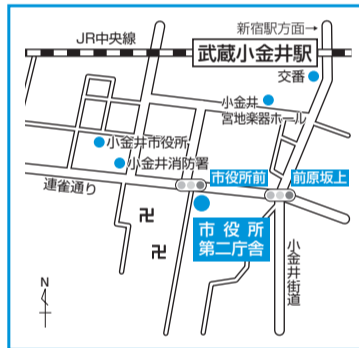 新宿駅方面→
JR中央線
武蔵小金井駅
交番
小金井
宮地楽器ホール
小金井市役所
小金井消防署
連雀通り
市役所前
前原坂上
市役所
第二庁舎
小金井街道
N